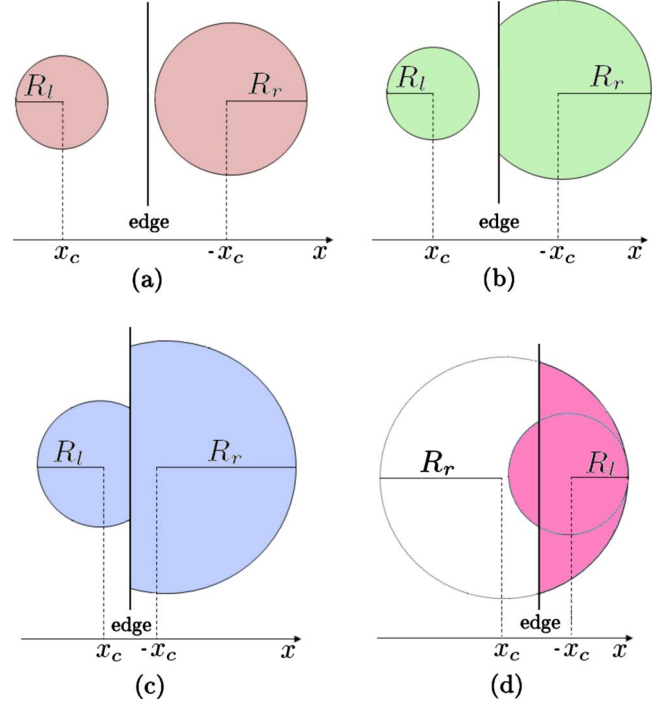 R_l R_r
edge
x_c -x_c x
(a)
R_l R_r
edge
x_c -x_c x
(b)
R_l R_r
edge
x_c -x_c x
(c)
R_r R_l
edge
x_c -x_c x
(d)